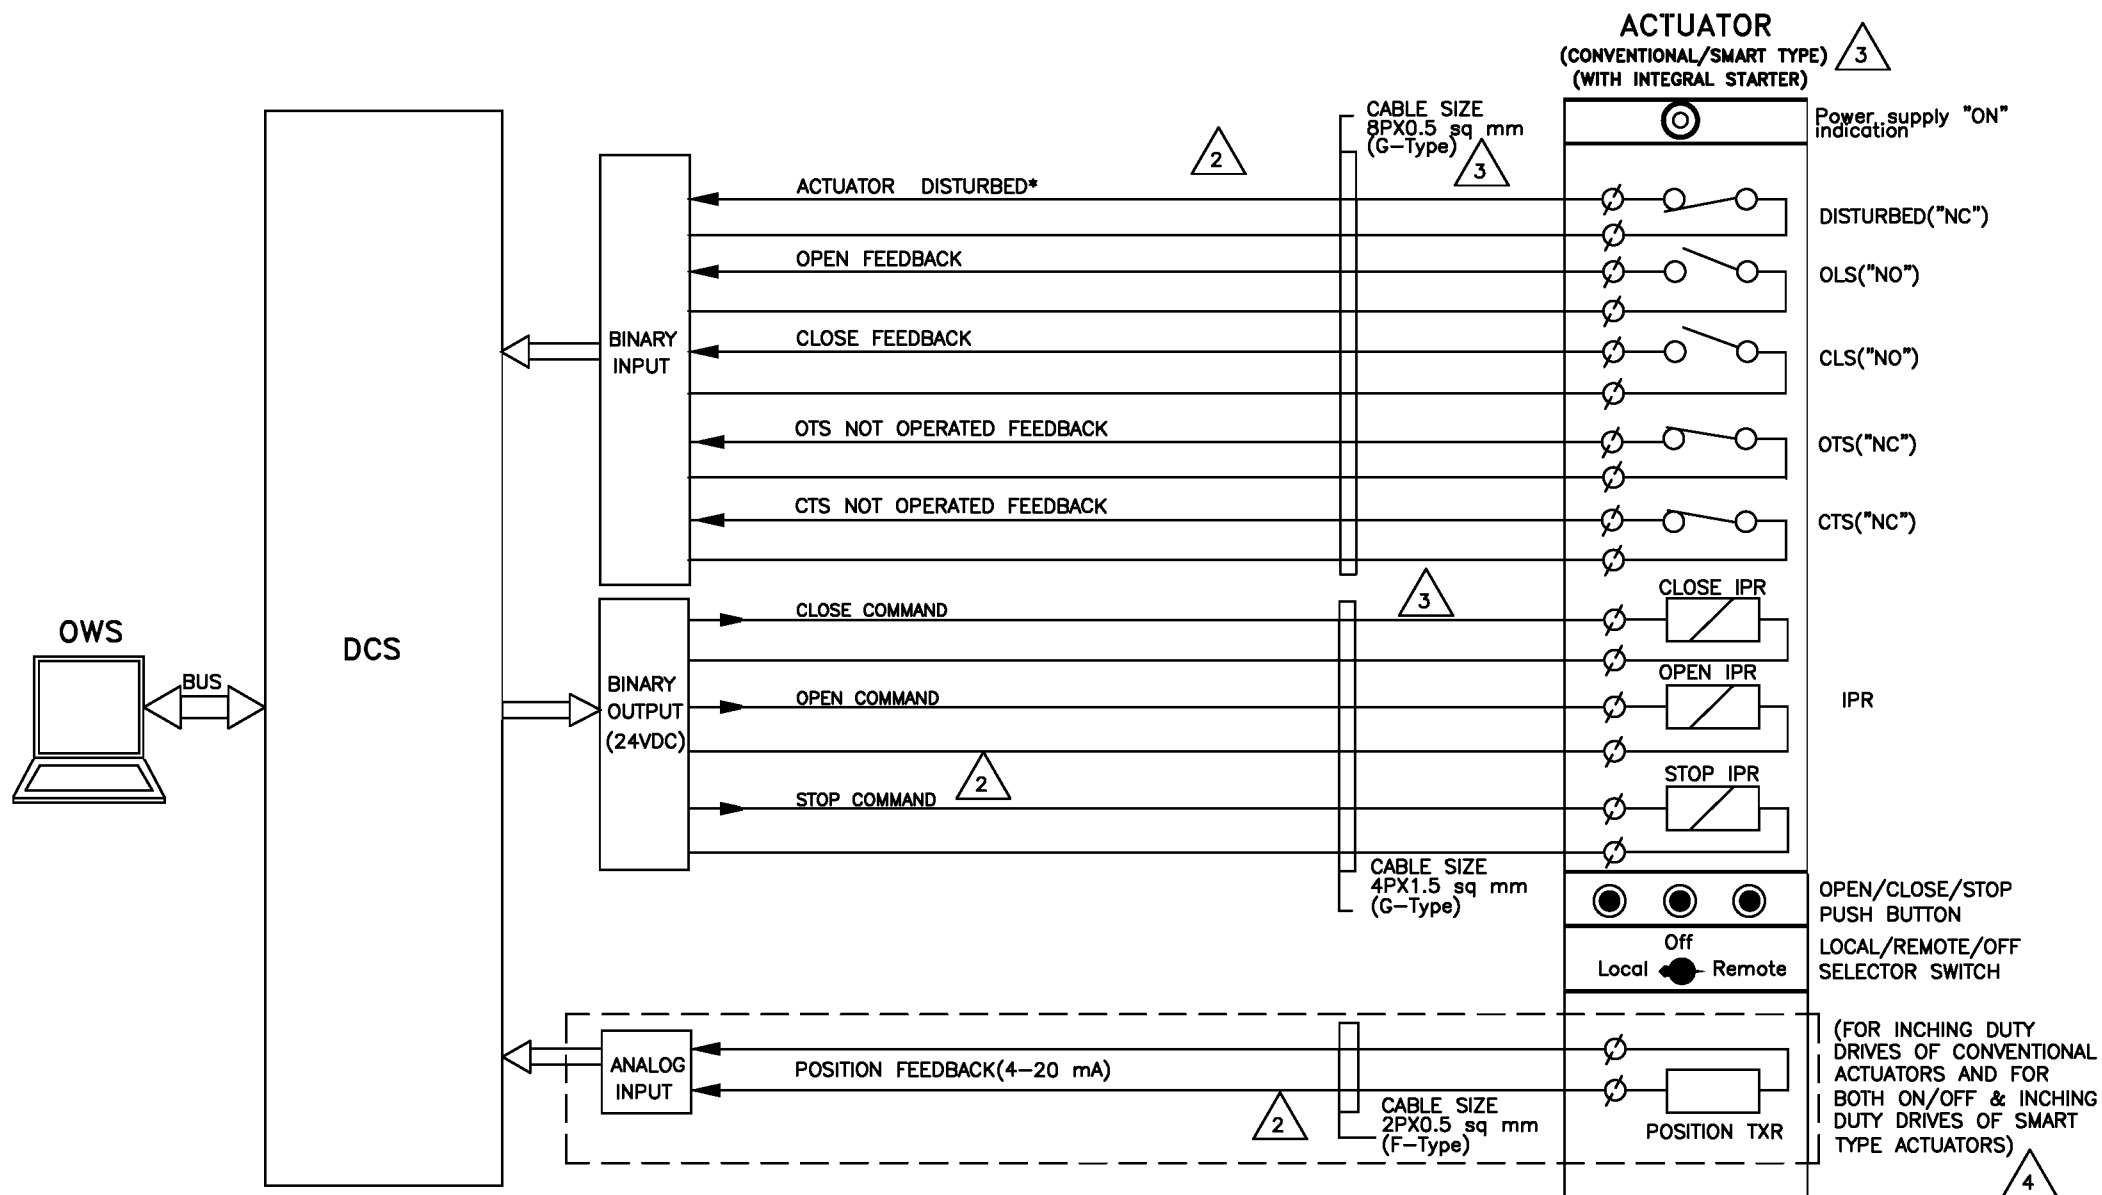 ACTUATOR
(CONVENTIONAL/SMART TYPE)
3
(WITH INTEGRAL STARTER)
Power supply "ON"
indication
CABLE SIZE
8PX0.5 sq mm
(G-Type)
2
3
ACTUATOR DISTURBED*
DISTURBED("NC")
OPEN FEEDBACK
OLS("NO")
BINARY
INPUT
CLOSE FEEDBACK
CLS("NO")
OTS NOT OPERATED FEEDBACK
OTS("NC")
CTS NOT OPERATED FEEDBACK
CTS("NC")
3
CLOSE IPR
CLOSE COMMAND
OWS
DCS
BUS
BINARY
OUTPUT
(24VDC)
OPEN IPR
OPEN COMMAND
IPR
2
STOP IPR
STOP COMMAND
CABLE SIZE
4PX1.5 sq mm
(G-Type)
OPEN/CLOSE/STOP
PUSH BUTTON
Off
Local Remote
LOCAL/REMOTE/OFF
SELECTOR SWITCH
ANALOG
INPUT
POSITION FEEDBACK(4-20 mA)
2
CABLE SIZE
2PX0.5 sq mm
(F-Type)
POSITION TXR
(FOR INCHING DUTY
DRIVES OF CONVENTIONAL
ACTUATORS AND FOR
BOTH ON/OFF & INCHING
DUTY DRIVES OF SMART
TYPE ACTUATORS)
4